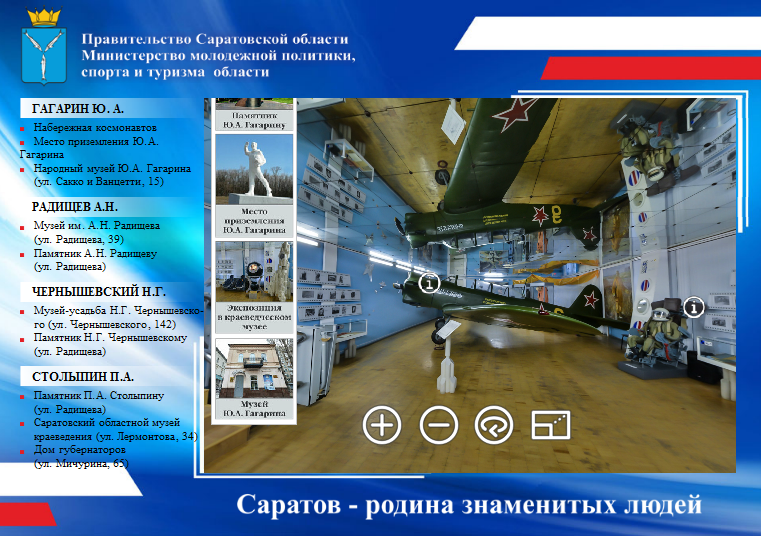 Правительство Саратовской области
Министерство молодежной политики,
спорта и туризма области
ГАГАРИН Ю. А.
Набережная космонавтов
Место приземления Ю.А.
Гагарина
Народный музей Ю.А. Гагарина
(ул. Сакко и Ванцетти, 15)
РАДИЩЕВ А.Н.
Музей им. А.Н. Радищева
(ул. Радищева, 39)
Памятник А.Н. Радищеву
(ул. Радищева)
ЧЕРНЫШЕВСКИЙ Н.Г.
Музей-усадьба Н.Г. Чернышевско-
го (ул. Чернышевского, 142)
Памятник Н.Г. Чернышевскому
(ул. Радищева)
СТОЛЫПИН П.А.
Памятник П.А. Столыпину
(ул. Радищева)
Саратовский областной музей
краеведения (ул. Лермонтова, 34)
Дом губернаторов
(ул. Мичурина, 65)
Памятник
Ю.А. Гагарину
Место
приземления
Ю.А. Гагарина
Экспозиция
в краеведческом
музее
Музей
Ю.А. Гагарина
Саратов - родина знаменитых людей